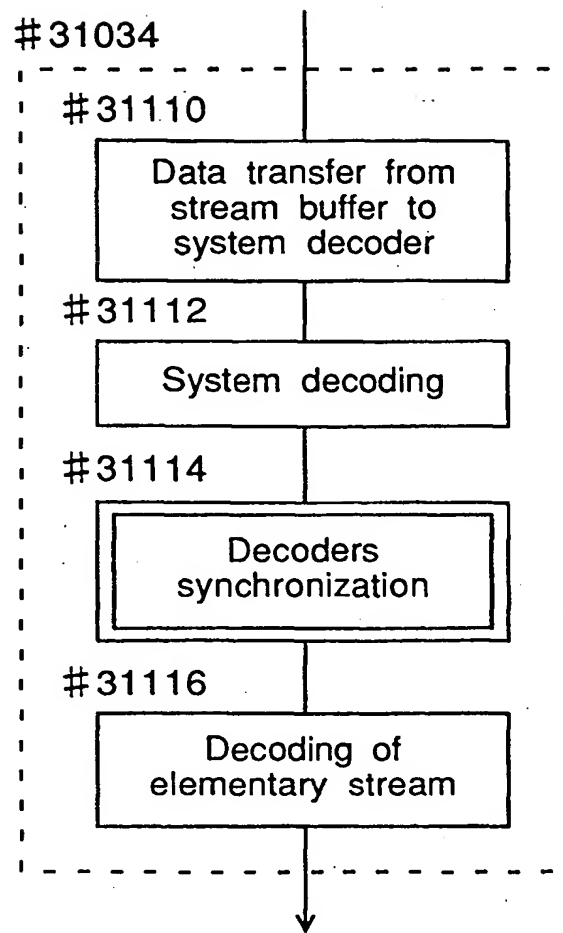 #31034
#31110
Data transfer from
stream buffer to
system decoder
#31112
System decoding
#31114
Decoders
synchronization
#31116
Decoding of
elementary stream